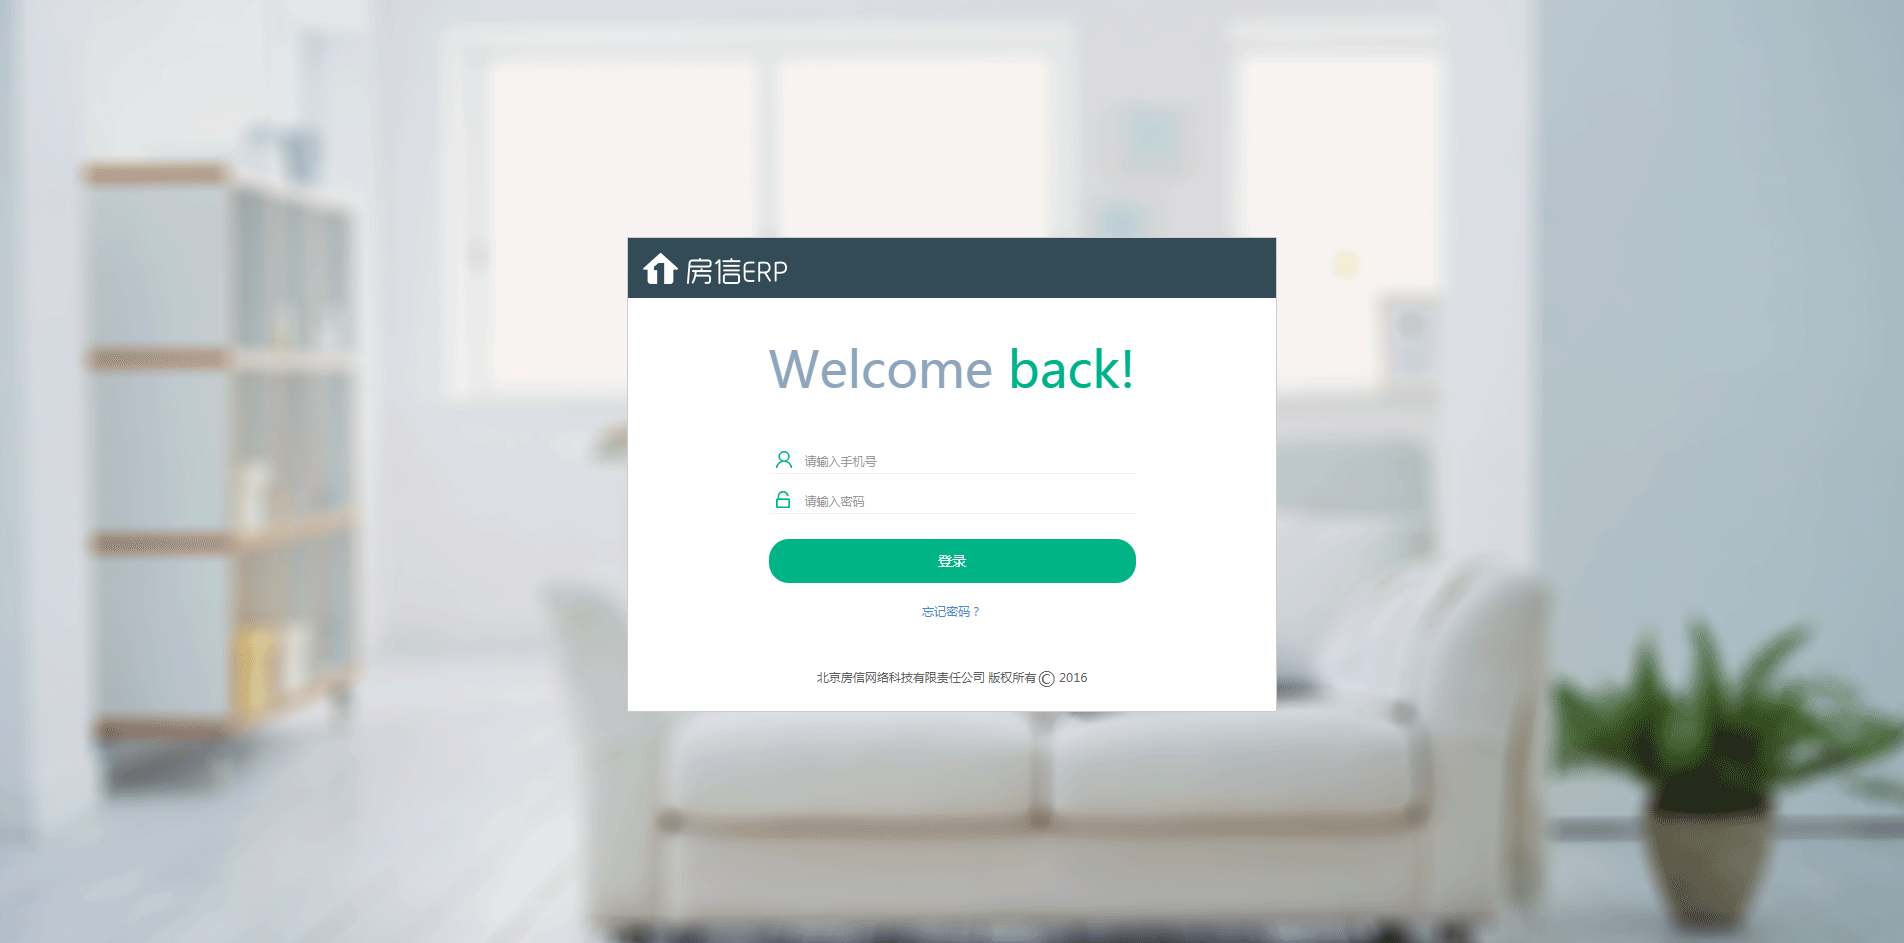 房信ERP
Welcome back!
请输入手机号
请输入密码
登录
忘记密码？
北京房信网络科技有限责任公司 版权所有© 2016